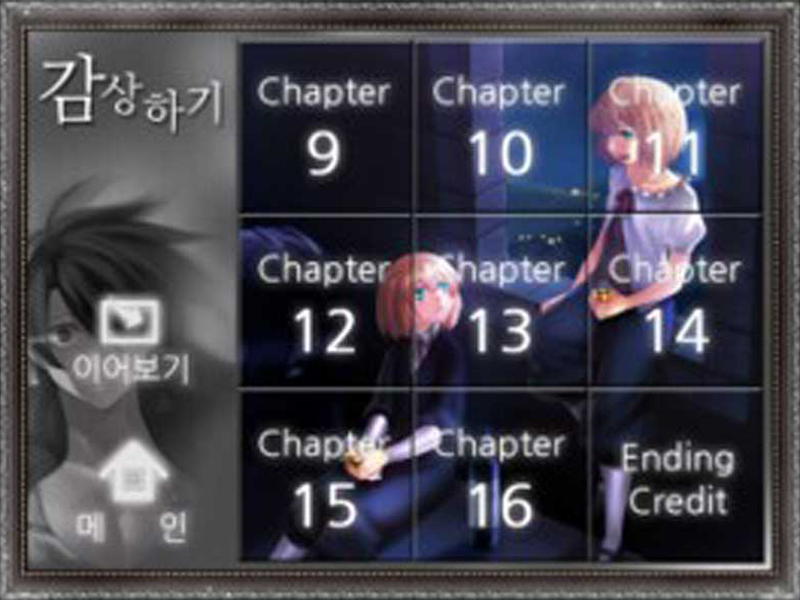 감상하기
이어보기
메 인
Chapter
9
Chapter
10
Chapter
11
Chapter
12
Chapter
13
Chapter
14
Chapter
15
Chapter
16
Ending
Credit